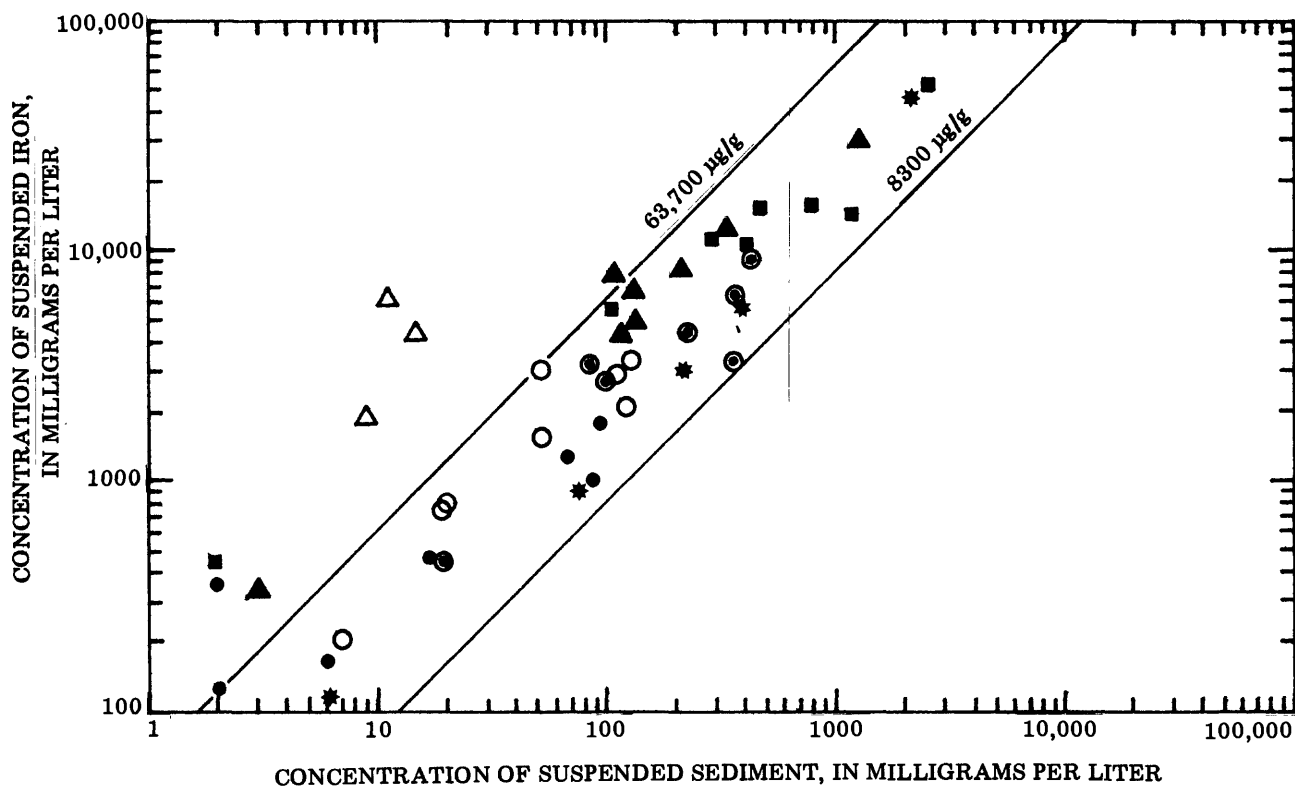 CONCENTRATION OF SUSPENDED IRON,
IN MILLIGRAMS PER LITER
100,000
10,000
1000
100
63,700 µg/g
8300 µg/g
1
10
100
1000
10,000
100,000
CONCENTRATION OF SUSPENDED SEDIMENT, IN MILLIGRAMS PER LITER